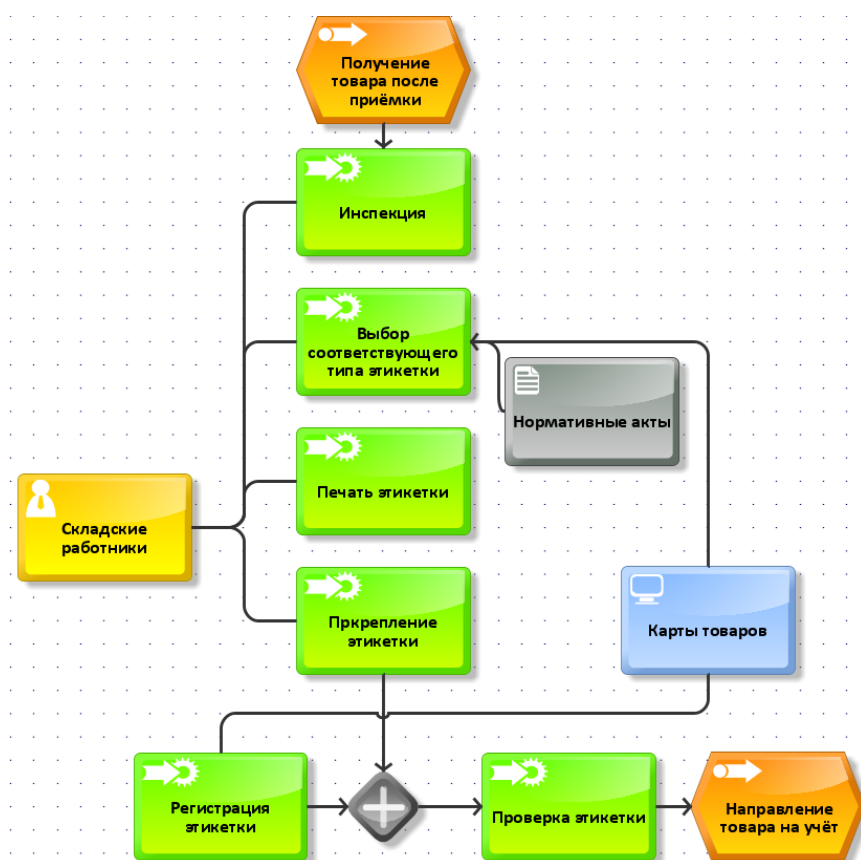 Получение
товара после
приёмки
Инспекция
Выбор
соответствующего
типа этикетки
Нормативные акты
Печать этикетки
Складские
работники
Пркрепление
этикетки
Карты товаров
Регистрация
этикетки
Проверка этикетки
Направление
товара на учёт